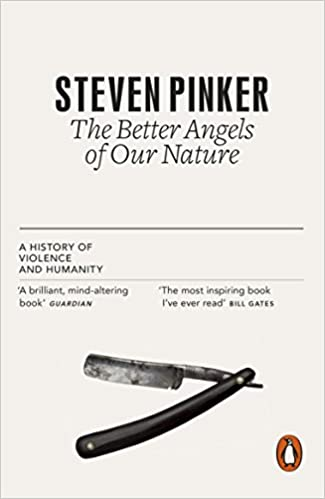 STEVEN PINKER
The Better Angels
of Our Nature
A HISTORY OF
VIOLENCE
AND HUMANITY
‘A brilliant, mind-altering
book’ GUARDIAN
‘The most inspiring book
I’ve ever read’ BILL GATES